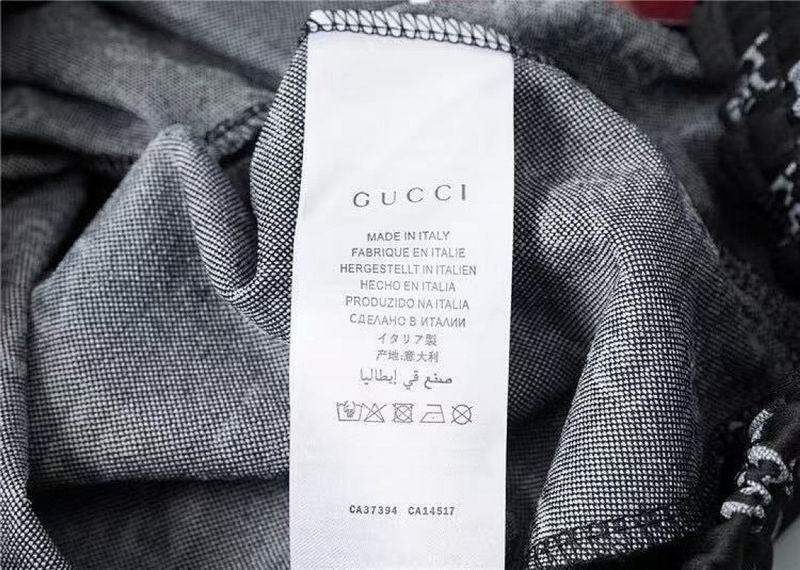 GUCCI
MADE IN ITALY
FABRIQUE EN ITALIE
HERGESTELLT IN ITALIEN
HECHO EN ITALIA
PRODUZIDO NA ITALIA
СДЕЛАНО В ИТАЛИИ
イタリア製
产地:意大利
صنع في إيطاليا
CA37394 CA14517